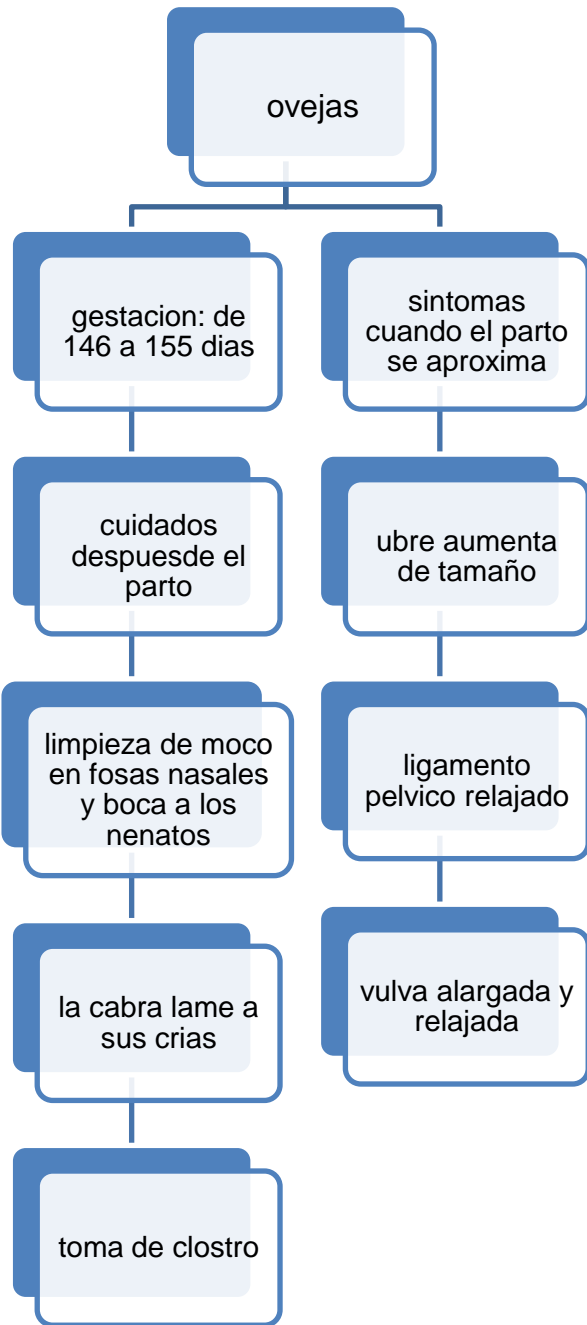 ovejas
gestacion: de
146 a 155 dias
cuidados
despuesde el
parto
limpieza de moco
en fosas nasales
y boca a los
nenatos
la cabra lame a
sus crias
toma de clostro
sintomas
cuando el parto
se aproxima
ubre aumenta
de tamaño
ligamento
pelvico relajado
vulva alargada y
relajada